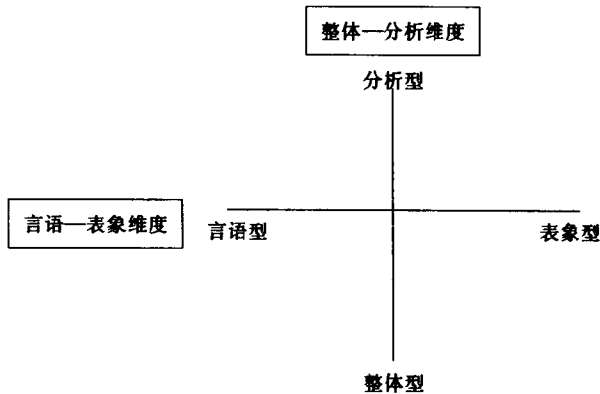 整体—分析维度
分析型
言语—表象维度
言语型
表象型
整体型